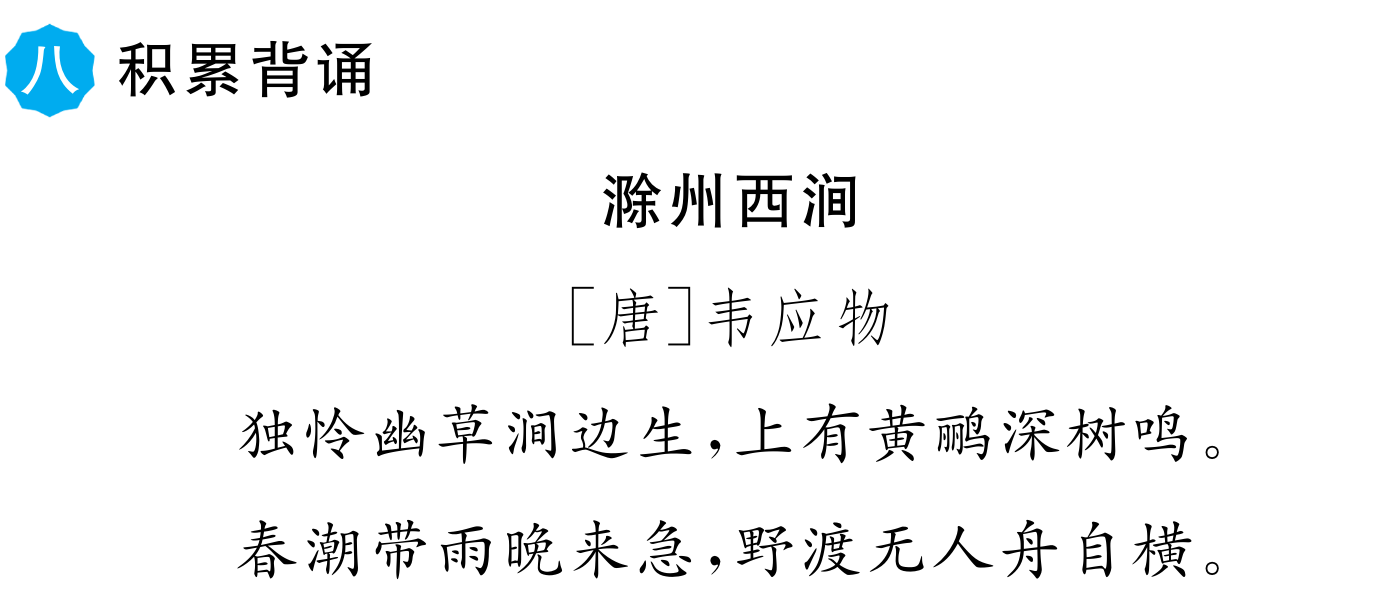 八 积累背诵
滁州西涧
[唐]韦应物
独怜幽草涧边生,上有黄鹂深树鸣。
春潮带雨晚来急,野渡无人舟自横。